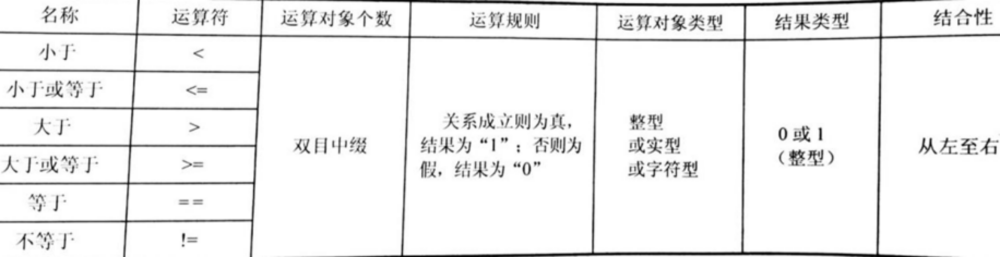 名称 运算符 运算对象个数 运算规则 运算对象类型 结果类型 结合性
小于 <
小于或等于 <=
大于 >
大于或等于 >=
等于 ==
不等于 !=
双目中缀
关系成立则为真，
结果为“1”；否则为
假，结果为“0”
整型
或实型
或字符型
0 或 1
（整型）
从左至右